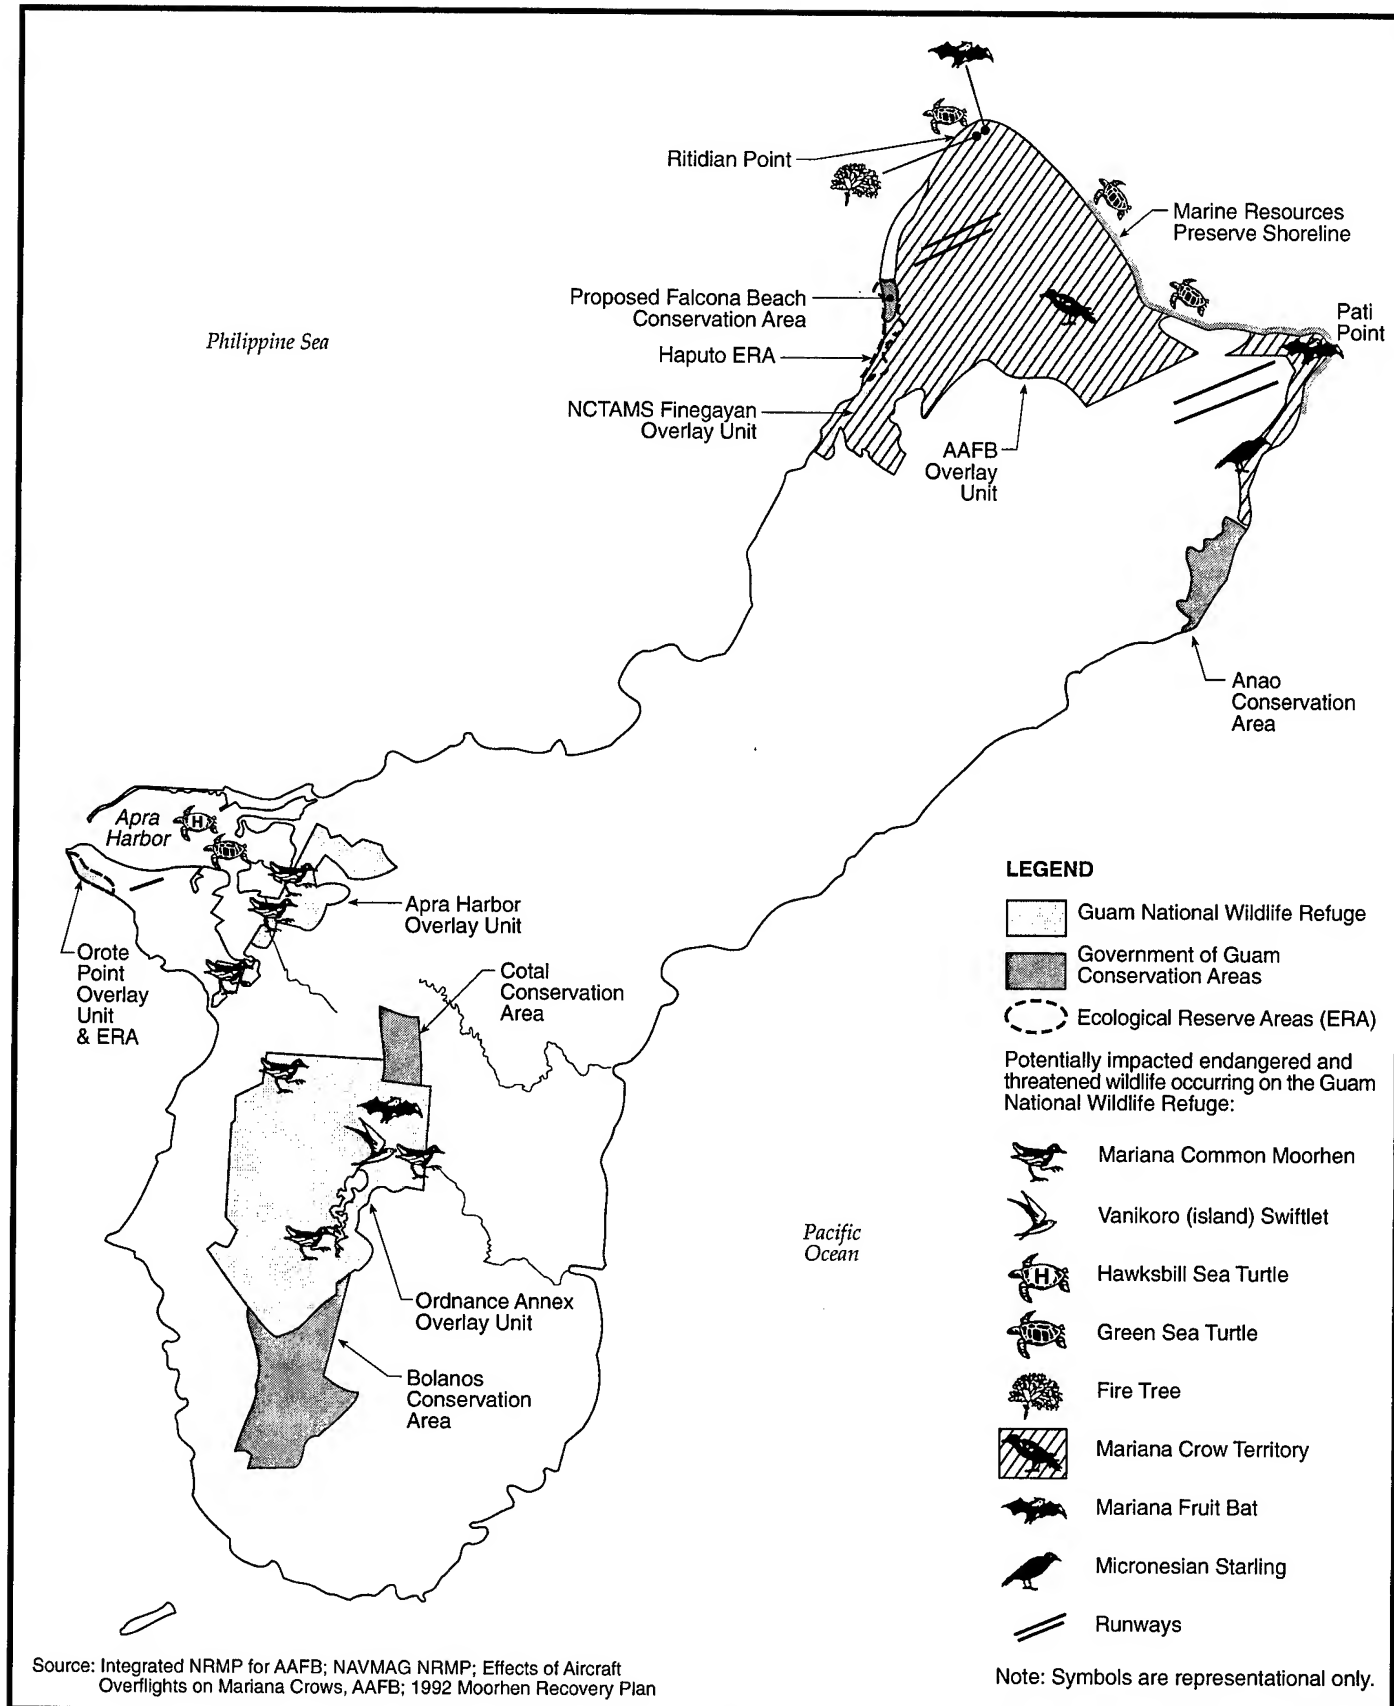 Ritidian Point
Marine Resources
Preserve Shoreline
Proposed Falcona Beach
Conservation Area
Pati
Point
Philippine Sea
Haputo ERA
NCTAMS Finegayan
Overlay Unit
AAFB
Overlay
Unit
Anao
Conservation
Area
Apra
Harbor
H
Apra Harbor
Overlay Unit
Orote
Point
Overlay
Unit
& ERA
Cotal
Conservation
Area
Pacific
Ocean
Ordnance Annex
Overlay Unit
Bolanos
Conservation
Area
LEGEND
Guam National Wildlife Refuge
Government of Guam
Conservation Areas
Ecological Reserve Areas (ERA)
Potentially impacted endangered and
threatened wildlife occurring on the Guam
National Wildlife Refuge:
Mariana Common Moorhen
Vanikoro (island) Swiftlet
H
Hawksbill Sea Turtle
Green Sea Turtle
Fire Tree
Mariana Crow Territory
Mariana Fruit Bat
Micronesian Starling
Runways
Source: Integrated NRMP for AAFB; NAVMAG NRMP; Effects of Aircraft
Overflights on Mariana Crows, AAFB; 1992 Moorhen Recovery Plan
Note: Symbols are representational only.